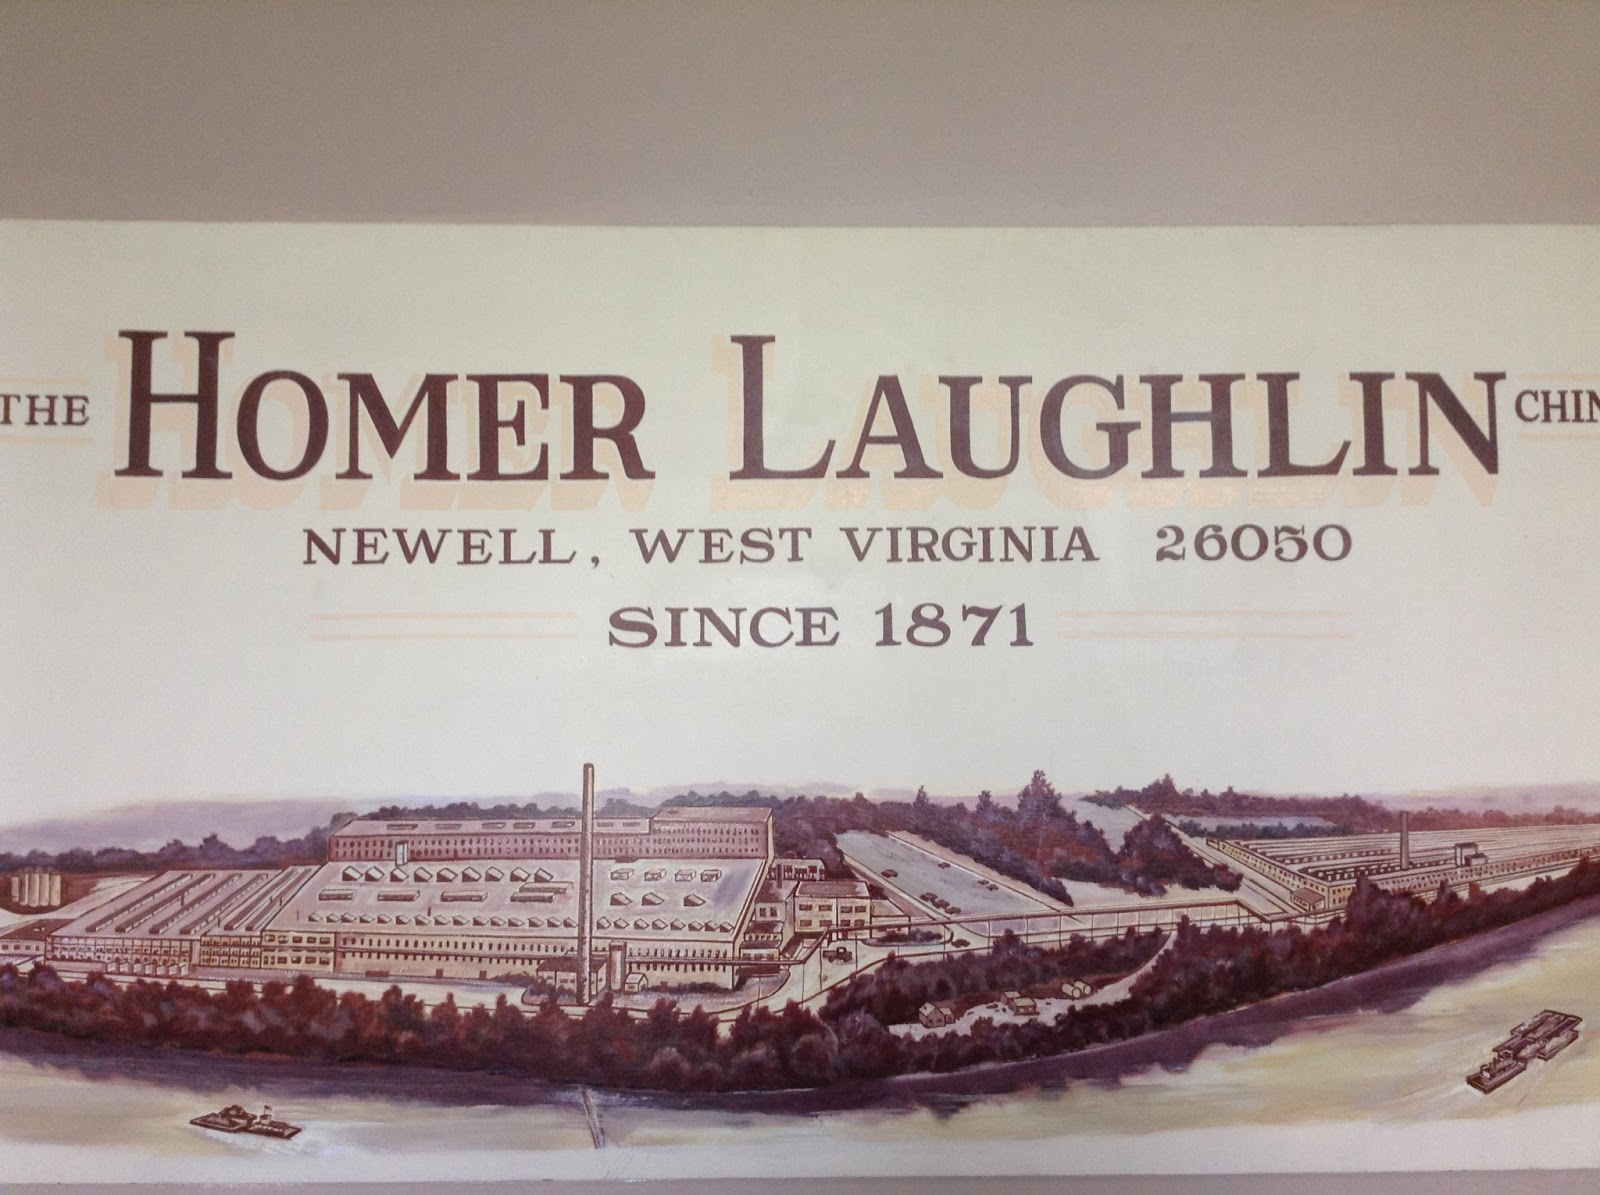 THE HOMER LAUGHLIN CHIN
NEWELL, WEST VIRGINIA 26050
SINCE 1871